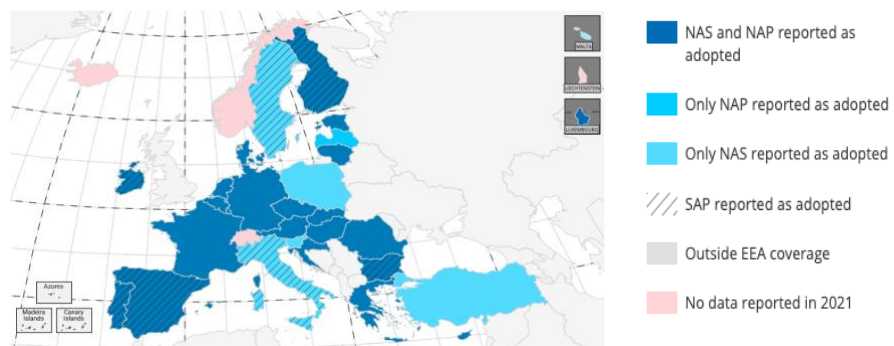 MALTA
LIECHTENSTEIN
LUXEMBOURG
Azores
Madeira
Islands
Canary
Islands
NAS and NAP reported as
adopted
Only NAP reported as adopted
Only NAS reported as adopted
SAP reported as adopted
Outside EEA coverage
No data reported in 2021